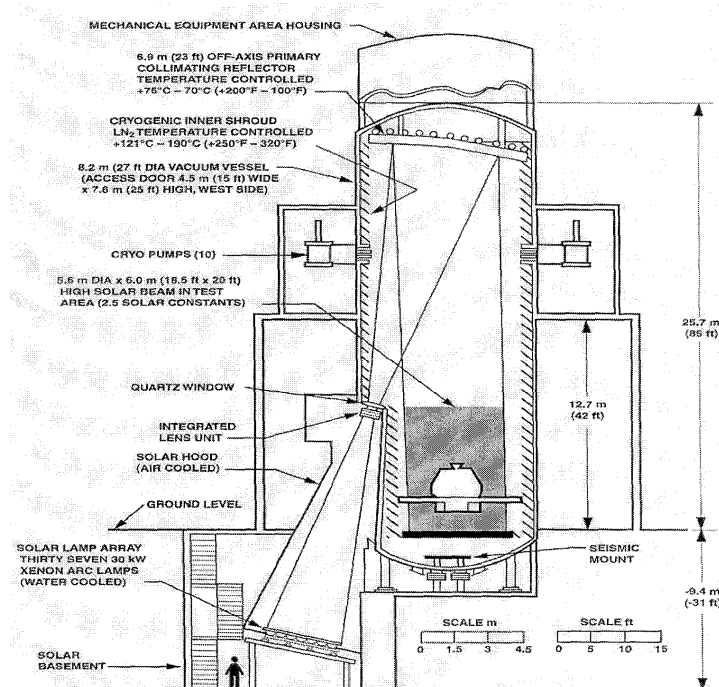 MECHANICAL EQUIPMENT AREA HOUSING
6.9 m (23 ft) OFF-AXIS PRIMARY
COLLIMATING REFLECTOR
TEMPERATURE CONTROLLED
+76°C – 70°C (+200°F – 100°F)
CRYOGENIC INNER SHROUD
LN2 TEMPERATURE CONTROLLED
+121°C – 190°C (+250°F – 320°F)
8.2 m (27 ft DIA VACUUM VESSEL
(ACCESS DOOR 4.5 m (15 ft) WIDE
x 7.6 m (25 ft) HIGH, WEST SIDE)
CRYO PUMPS (10)
5.6 m DIA x 6.0 m (18.5 ft x 20 ft)
HIGH SOLAR BEAM IN TEST
AREA (2.5 SOLAR CONSTANTS)
25.7 m
(85 ft)
QUARTZ WINDOW
12.7 m
(42 ft)
INTEGRATED
LENS UNIT
SOLAR HOOD
(AIR COOLED)
GROUND LEVEL
SOLAR LAMP ARRAY
THIRTY SEVEN 30 kW
XENON ARC LAMPS
(WATER COOLED)
SEISMIC
MOUNT
-9.4 m
(-31 ft)
SCALE m
0 1.5 3 4.5
SCALE ft
0 5 10 15
SOLAR
BASEMENT